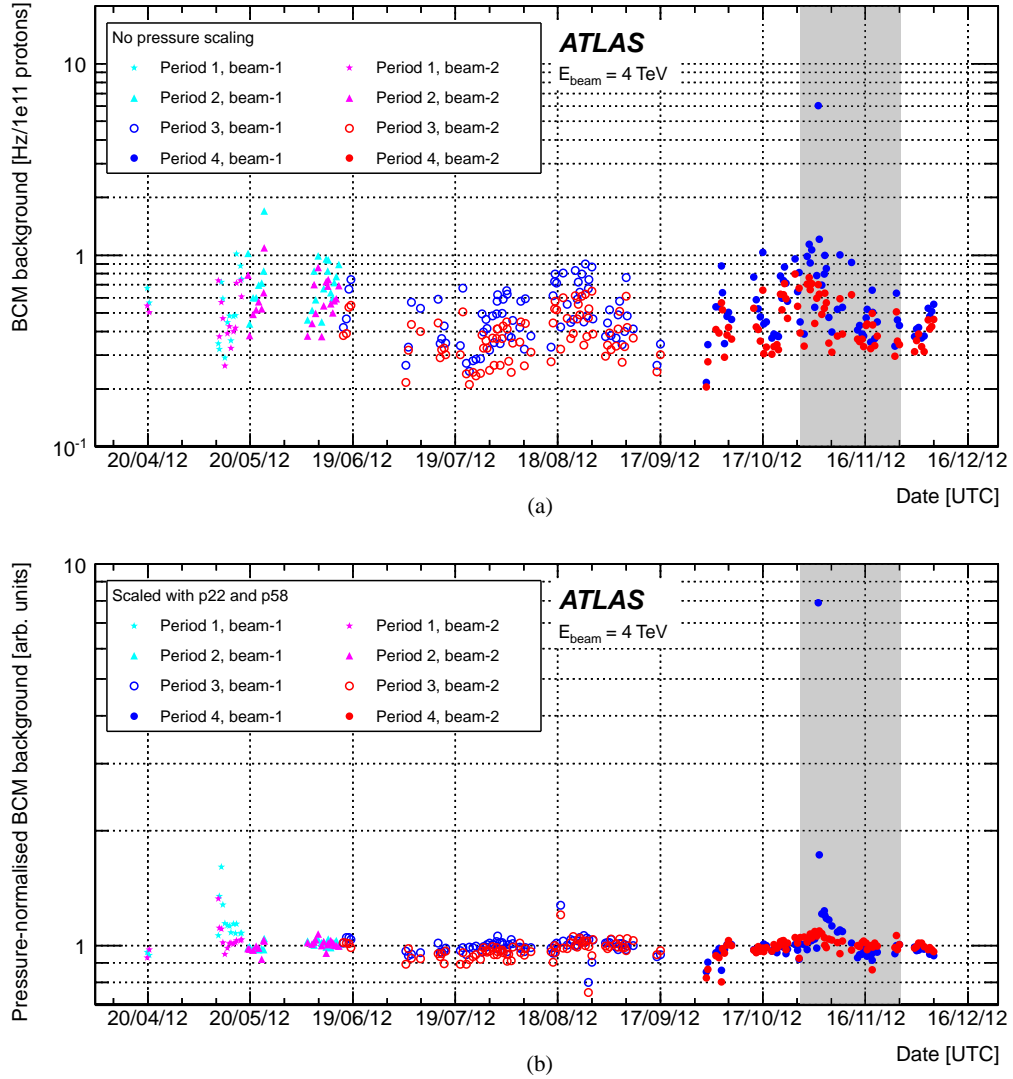 BCM background [Hz/1e11 protons]
10
1
10-1
No pressure scaling
Period 1, beam-1 Period 1, beam-2
Period 2, beam-1 Period 2, beam-2
Period 3, beam-1 Period 3, beam-2
Period 4, beam-1 Period 4, beam-2
ATLAS
Ebeam = 4 TeV
20/04/12 20/05/12 19/06/12 19/07/12 18/08/12 17/09/12 17/10/12 16/11/12 16/12/12
Date [UTC]
(a)
Pressure-normalised BCM background [arb. units]
10
1
Scaled with p22 and p58
Period 1, beam-1 Period 1, beam-2
Period 2, beam-1 Period 2, beam-2
Period 3, beam-1 Period 3, beam-2
Period 4, beam-1 Period 4, beam-2
ATLAS
Ebeam = 4 TeV
20/04/12 20/05/12 19/06/12 19/07/12 18/08/12 17/09/12 17/10/12 16/11/12 16/12/12
Date [UTC]
(b)